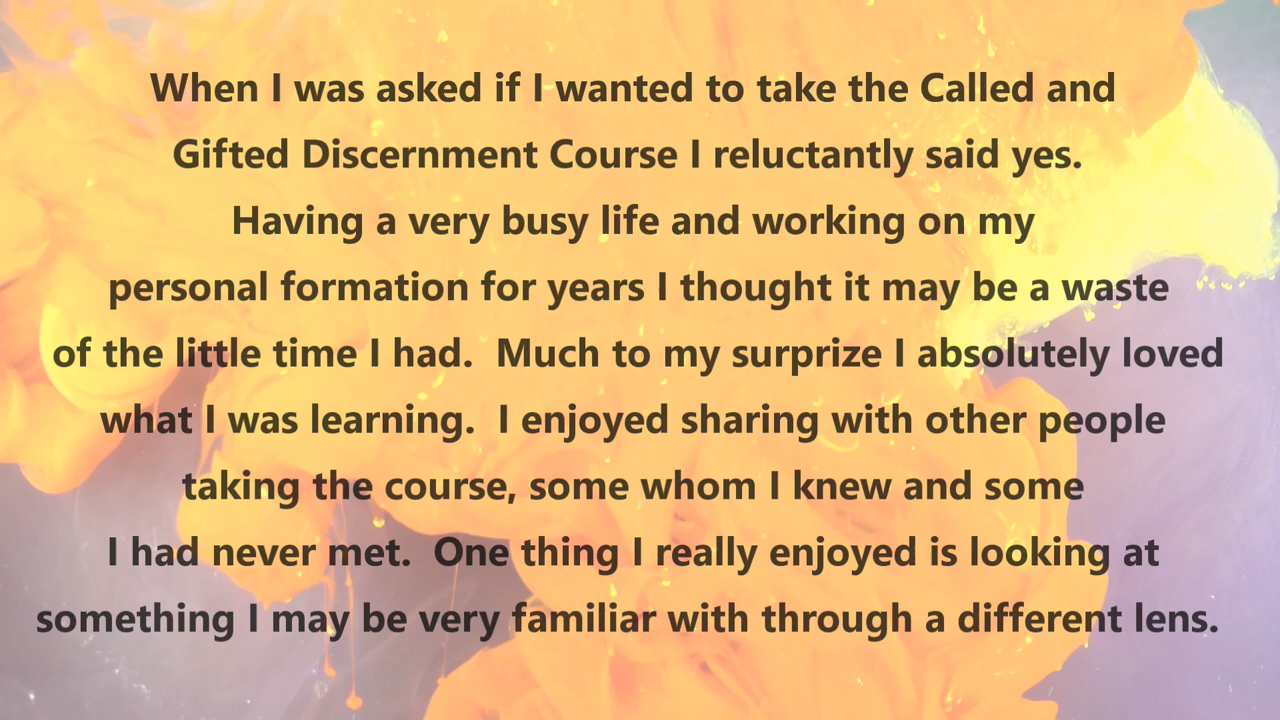 When I was asked if I wanted to take the Called and
Gifted Discernment Course I reluctantly said yes.
Having a very busy life and working on my
personal formation for years I thought it may be a waste
of the little time I had.  Much to my surprize I absolutely loved
what I was learning.  I enjoyed sharing with other people
taking the course, some whom I knew and some
I had never met.  One thing I really enjoyed is looking at
something I may be very familiar with through a different lens.